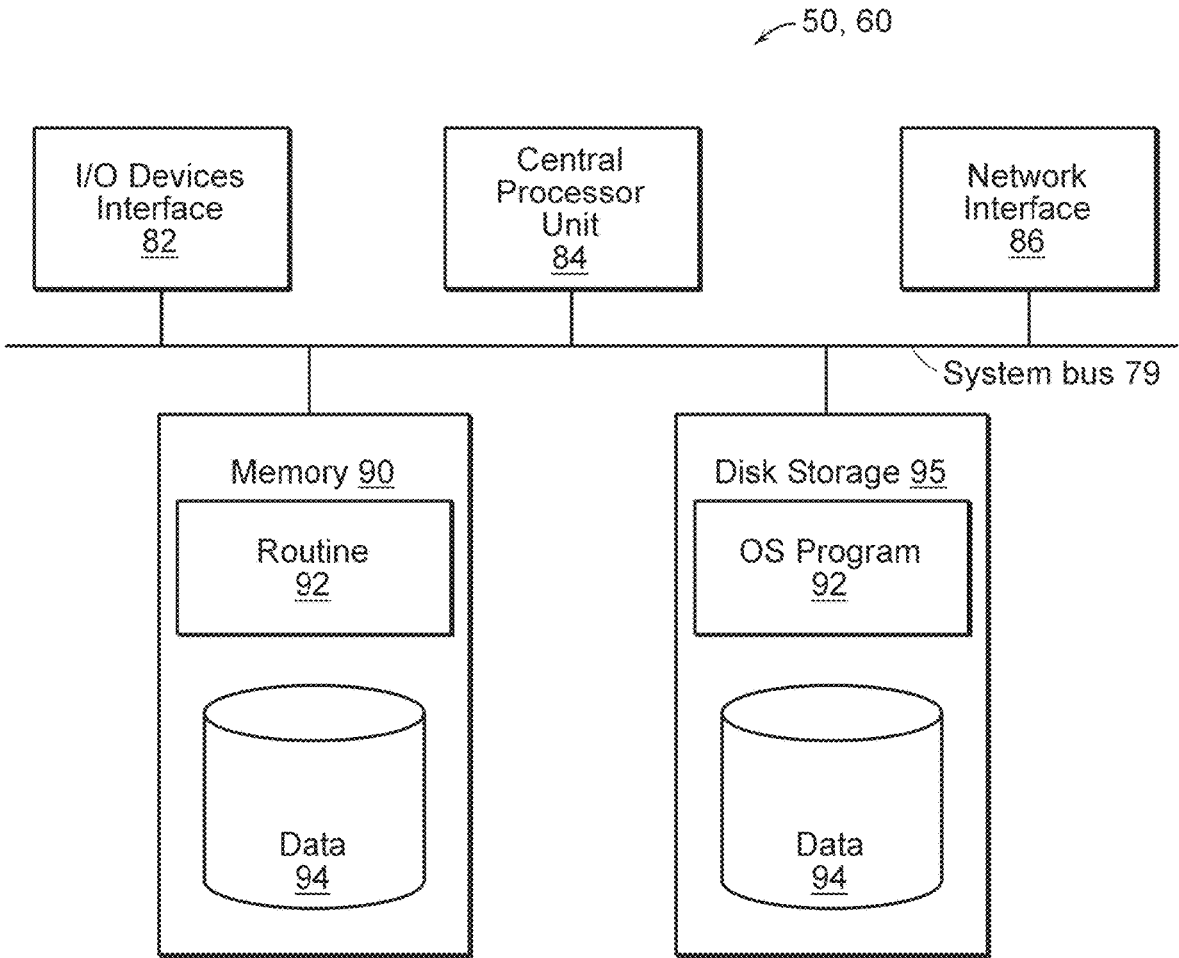 50, 60
I/O Devices
Interface
82
Central
Processor
Unit
84
Network
Interface
86
System bus 79
Memory 90
Routine
92
Data
94
Disk Storage 95
OS Program
92
Data
94